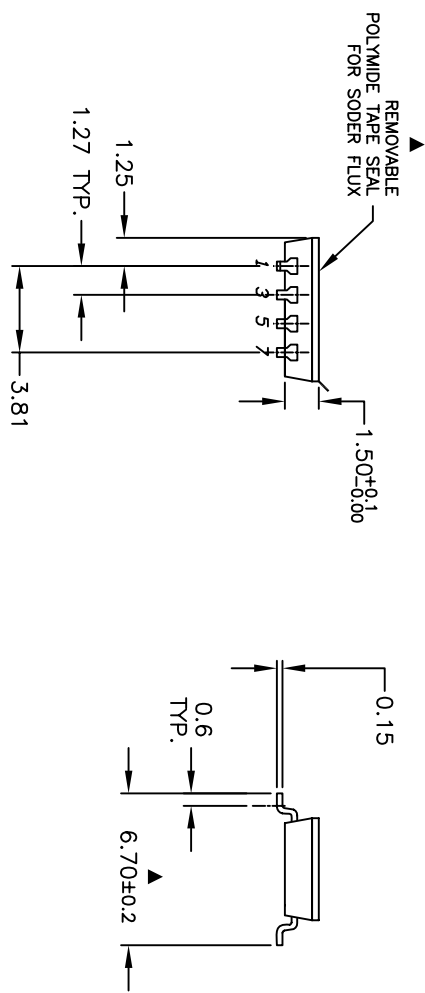 ▲
REMOVABLE
POLYMIDE TAPE SEAL
FOR SODER FLUX
1.25
1.27 TYP.
1
3
5
7
3.81
1.50+0.1
-0.00
0.15
0.6
TYP.
▲
6.70±0.2